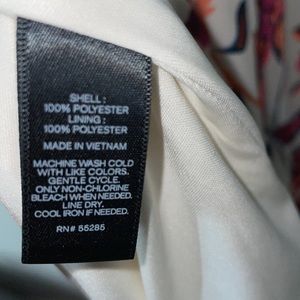 SHELL :
100% POLYESTER
LINING :
100% POLYESTER
MADE IN VIETNAM
MACHINE WASH COLD
WITH LIKE COLORS.
GENTLE CYCLE.
ONLY NON-CHLORINE
BLEACH WHEN NEEDED.
LINE DRY.
COOL IRON IF NEEDED.
RN# 55285